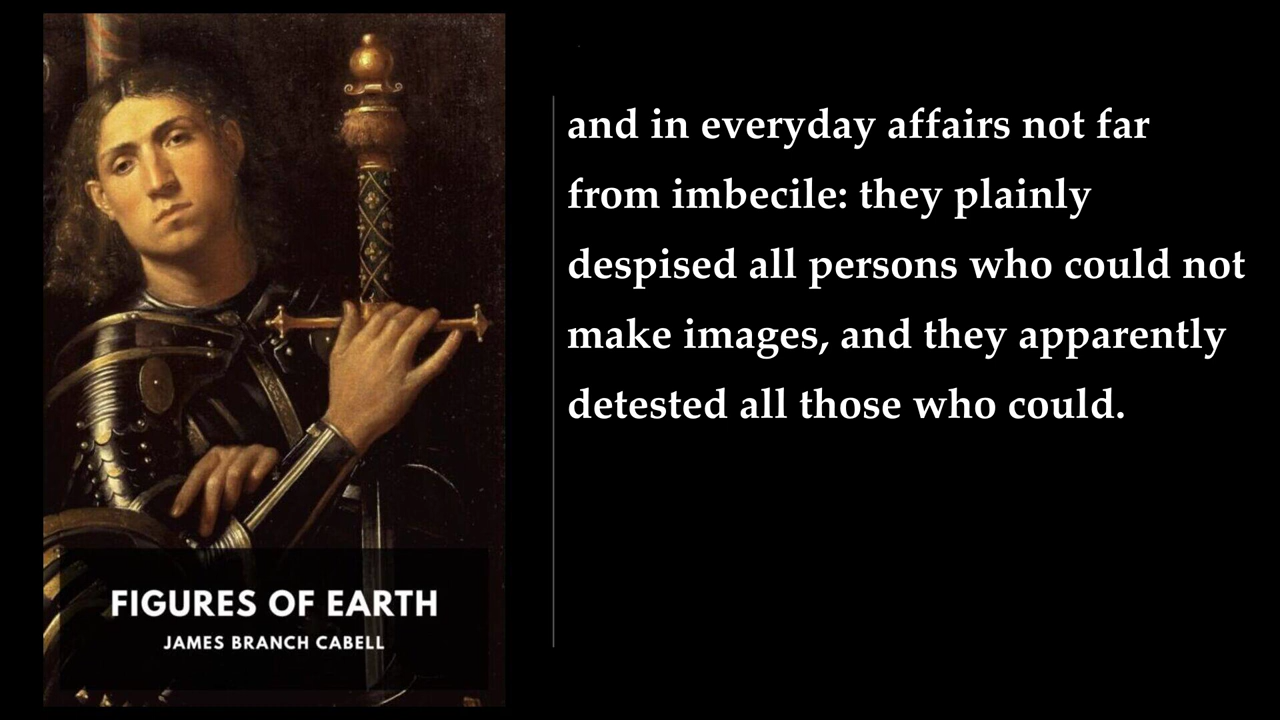 and in everyday affairs not far
from imbecile: they plainly
despised all persons who could not
make images, and they apparently
detested all those who could.
FIGURES OF EARTH
JAMES BRANCH CABELL